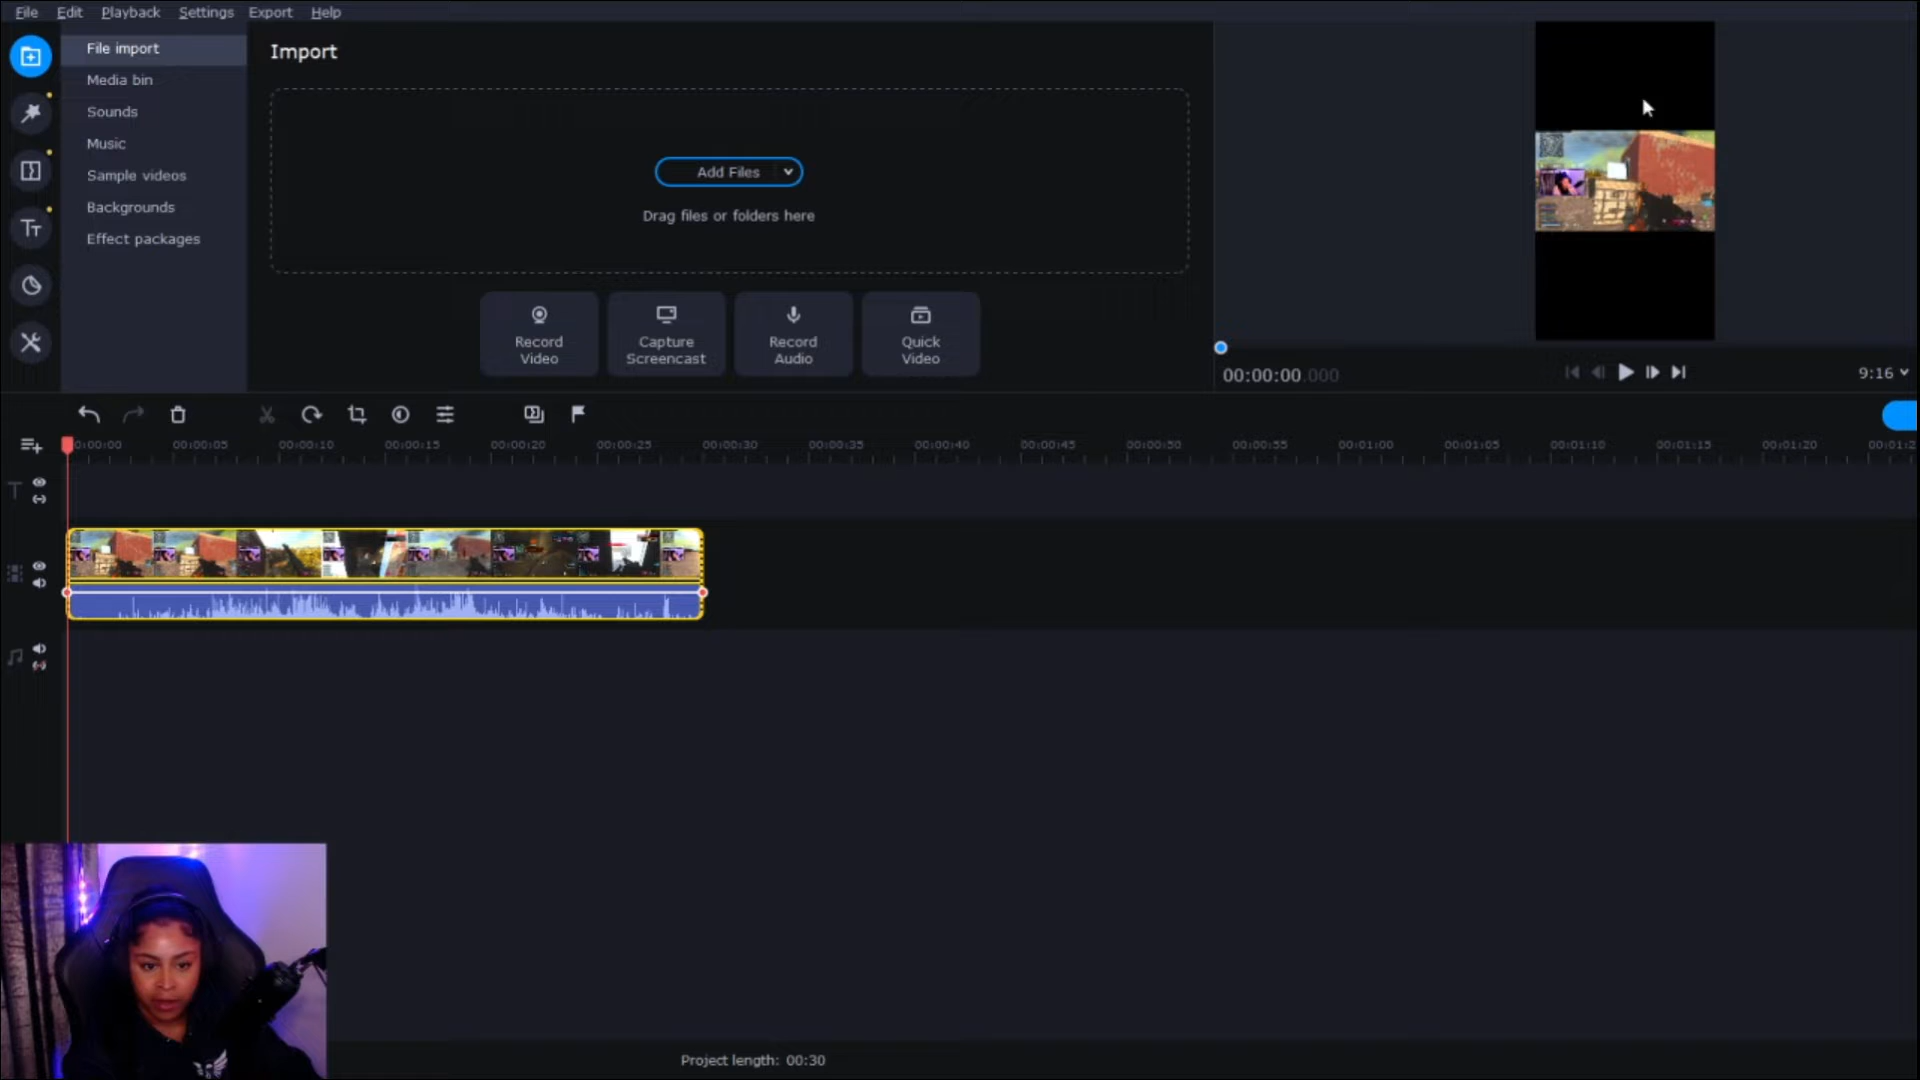 File Edit Playback Settings Export Help
File import
Media bin
Sounds
Music
Sample videos
Backgrounds
Effect packages
Import
Add Files
Drag files or folders here
Record Video
Capture Screencast
Record Audio
Quick Video
00:00:00.000
9:16
00:00:00 00:00:05 00:00:10 00:00:15 00:00:20 00:00:25 00:00:30 00:00:35 00:00:40 00:00:45 00:00:50 00:00:55 00:01:00 00:01:05 00:01:10 00:01:15 00:01:20 00:01:2
Project length: 00:30